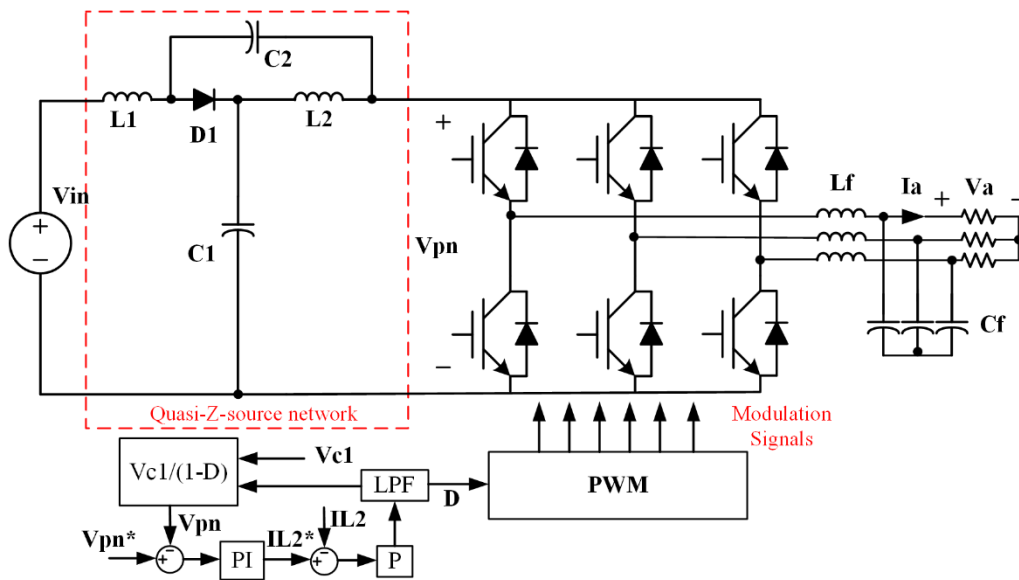 C2
L1
D1
L2
Vin
+
−
C1
+
Vpn
−
Lf
Ia
+
Va
−
Cf
Quasi-Z-source network
Modulation
Signals
Vc1/(1-D)
Vc1
LPF
D
PWM
Vpn
IL2
Vpn*
+
−
PI
IL2*
+
−
P